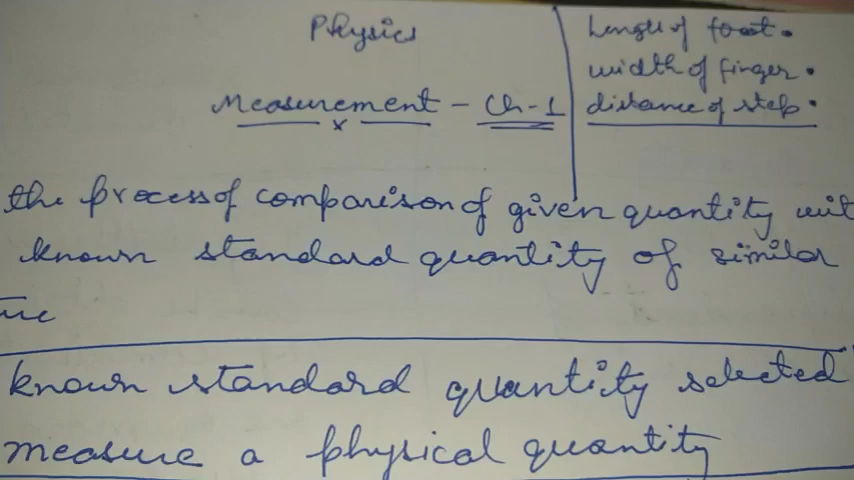 Physics
Measurement - Ch-1
Length of foot.
width of finger.
distance of step.
the process of comparison of given quantity wit
known standard quantity of similar
known standard quantity selected
measure a physical quantity